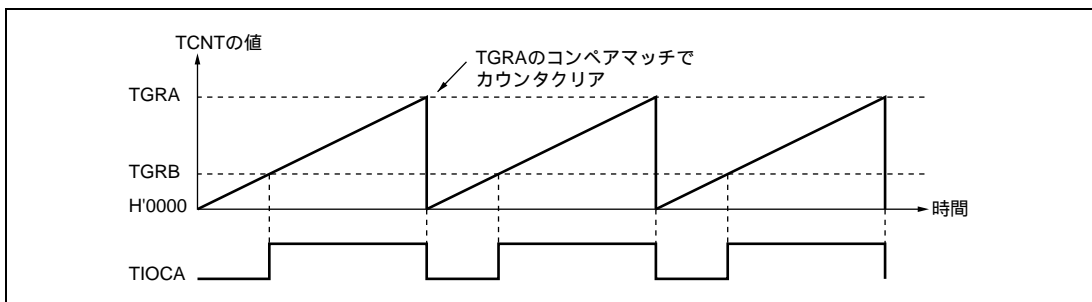 TCNTの値
TGRAのコンペアマッチで
カウンタクリア
TGRA
TGRB
H'0000
時間
TIOCA